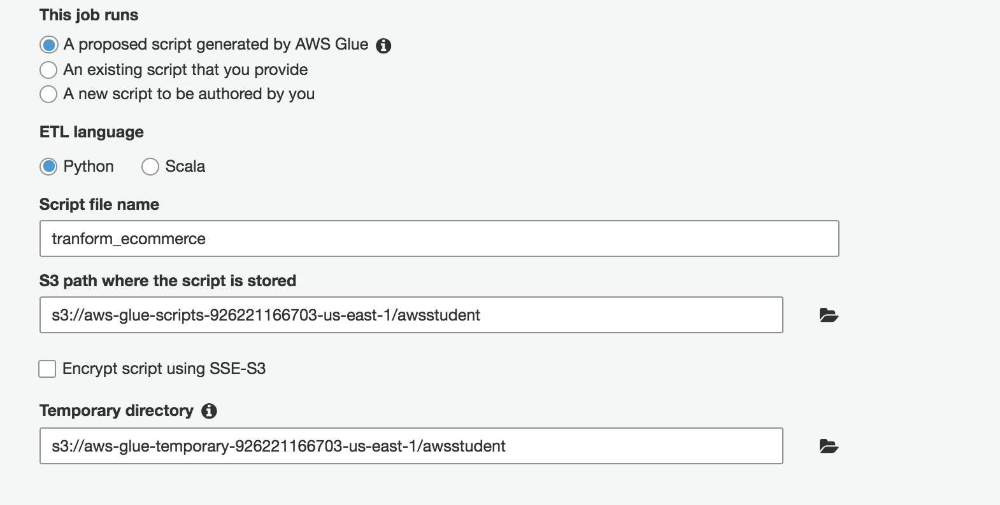 This job runs
A proposed script generated by AWS Glue
An existing script that you provide
A new script to be authored by you
ETL language
Python Scala
Script file name
tranform_ecommerce
S3 path where the script is stored
s3://aws-glue-scripts-926221166703-us-east-1/awsstudent
Encrypt script using SSE-S3
Temporary directory
s3://aws-glue-temporary-926221166703-us-east-1/awsstudent